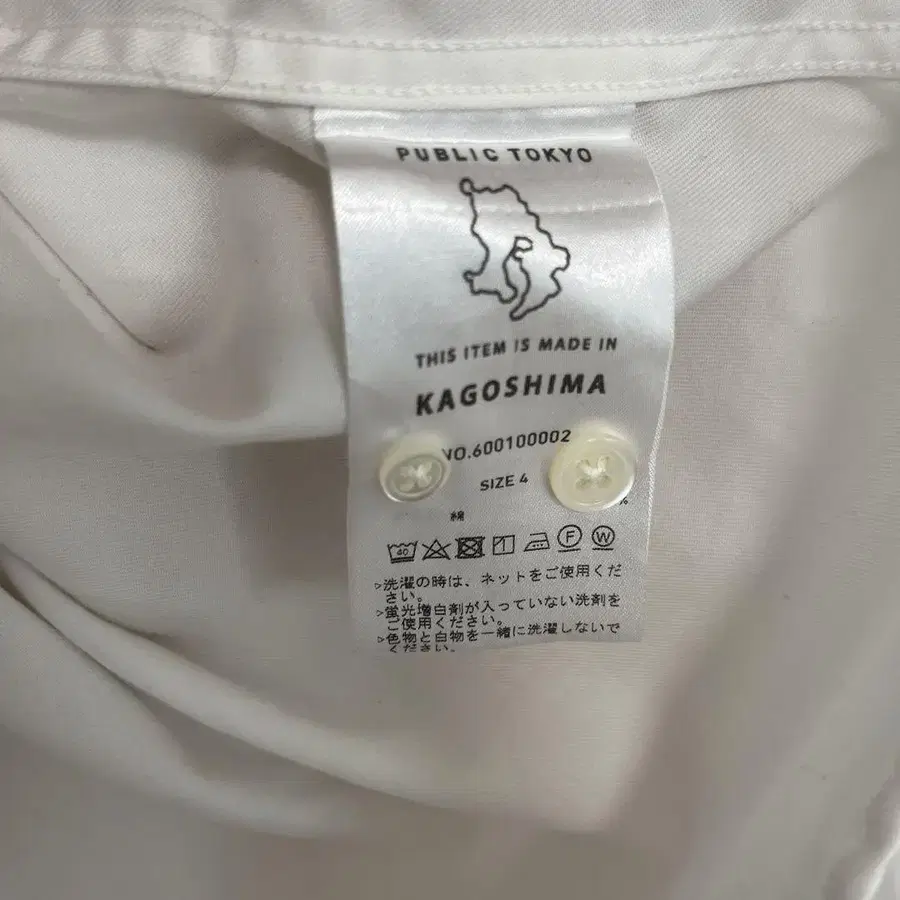 PUBLIC TOKYO
THIS ITEM IS MADE IN
KAGOSHIMA
NO.600100002
SIZE 4
綿
%
40 F W
▷洗濯の時は、ネットをご使用くだ
さい。
▷蛍光増白剤が入っていない洗剤を
ご使用ください。
▷色物と白物を一緒に洗濯しないで
ください。